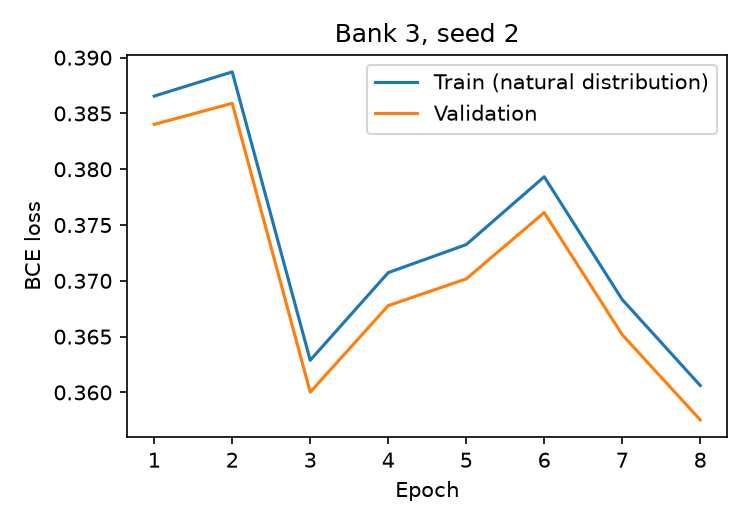 Bank 3, seed 2
Train (natural distribution)
Validation
BCE loss
0.390
0.385
0.380
0.375
0.370
0.365
0.360
1 2 3 4 5 6 7 8
Epoch